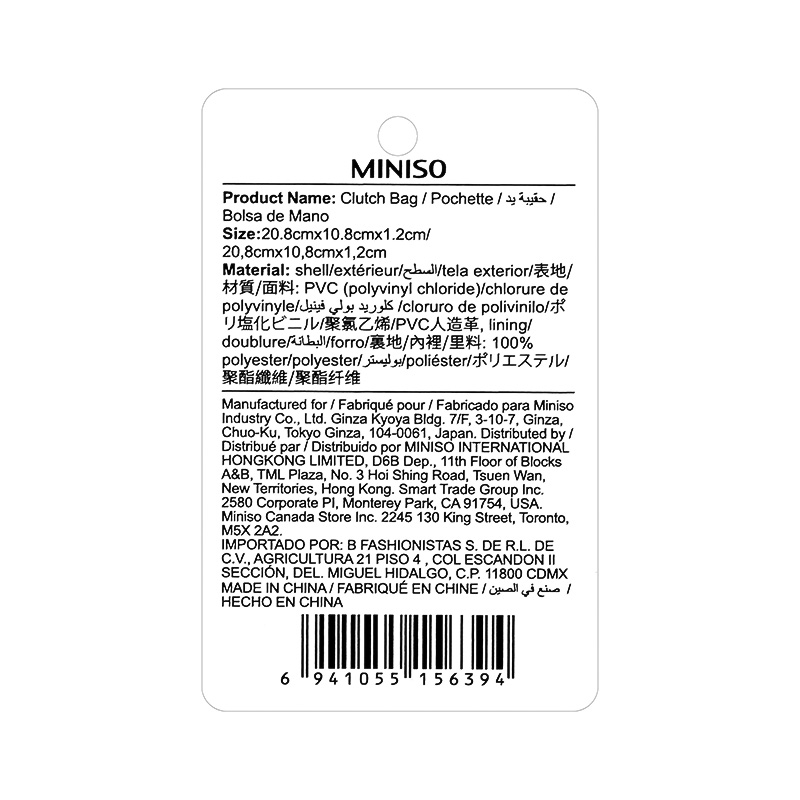 MINISO
Product Name: Clutch Bag / Pochette / حقيبة يد /
Bolsa de Mano
Size:20.8cmx10.8cmx1.2cm/
20,8cmx10,8cmx1,2cm
Material: shell/extérieur/السطح/tela exterior/表地/
材質/面料: PVC (polyvinyl chloride)/chlorure de
polyvinyle/كلوريد بولي فينيل /cloruro de polivinilo/ポ
リ塩化ビニル/聚氯乙烯/PVC人造革, lining/
doublure/البطانة/forro/裏地/內裡/里料: 100%
polyester/polyester/بوليستر/poliéster/ポリエステル/
聚酯纖維/聚酯纤维
Manufactured for / Fabriqué pour / Fabricado para Miniso
Industry Co., Ltd. Ginza Kyoya Bldg. 7/F, 3-10-7, Ginza,
Chuo-Ku, Tokyo Ginza, 104-0061, Japan. Distributed by /
Distribué par / Distribuido por MINISO INTERNATIONAL
HONGKONG LIMITED, D6B Dep., 11th Floor of Blocks
A&B, TML Plaza, No. 3 Hoi Shing Road, Tsuen Wan,
New Territories, Hong Kong. Smart Trade Group Inc.
2580 Corporate Pl, Monterey Park, CA 91754, USA.
Miniso Canada Store Inc. 2245 130 King Street, Toronto,
M5X 2A2.
IMPORTADO POR: B FASHIONISTAS S. DE R.L. DE
C.V., AGRICULTURA 21 PISO 4 , COL ESCANDON II
SECCIÓN, DEL. MIGUEL HIDALGO, C.P. 11800 CDMX
MADE IN CHINA / FABRIQUÉ EN CHINE / صنع في الصين /
HECHO EN CHINA
6 941055 156394